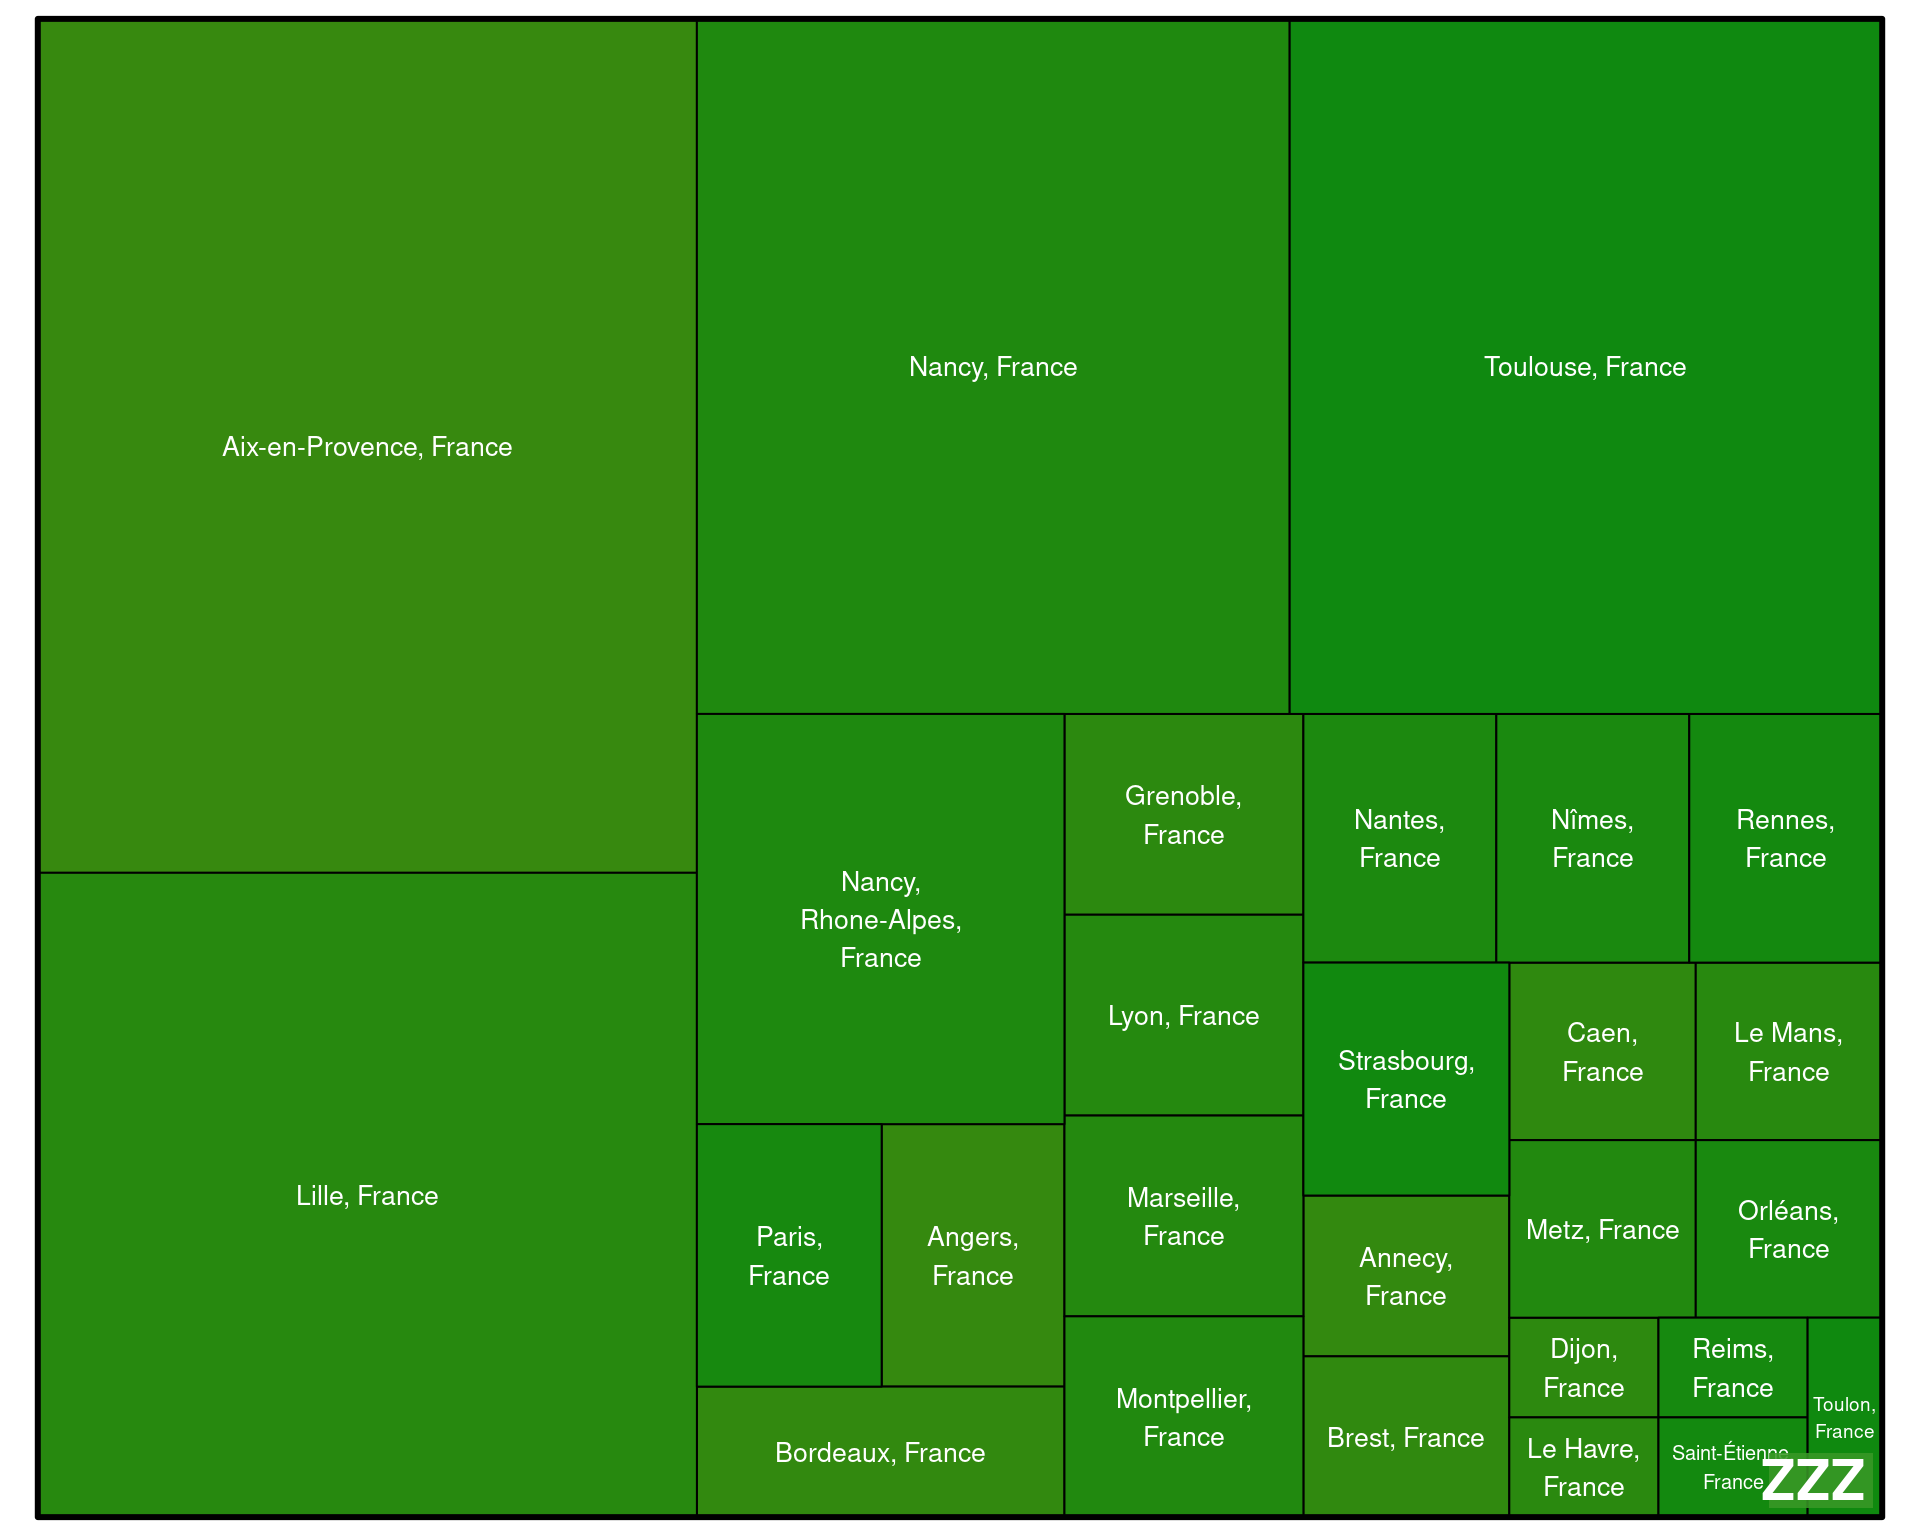 Aix-en-Provence, France
Nancy, France
Toulouse, France
Lille, France
Nancy,
Rhone-Alpes,
France
Grenoble,
France
Nantes,
France
Nîmes,
France
Rennes,
France
Lyon, France
Strasbourg,
France
Caen,
France
Le Mans,
France
Paris,
France
Angers,
France
Marseille,
France
Annecy,
France
Metz, France
Orléans,
France
Bordeaux, France
Montpellier,
France
Brest, France
Dijon,
France
Reims,
France
Toulon,
France
Le Havre,
France
Saint-Étienne
France
ZZZ